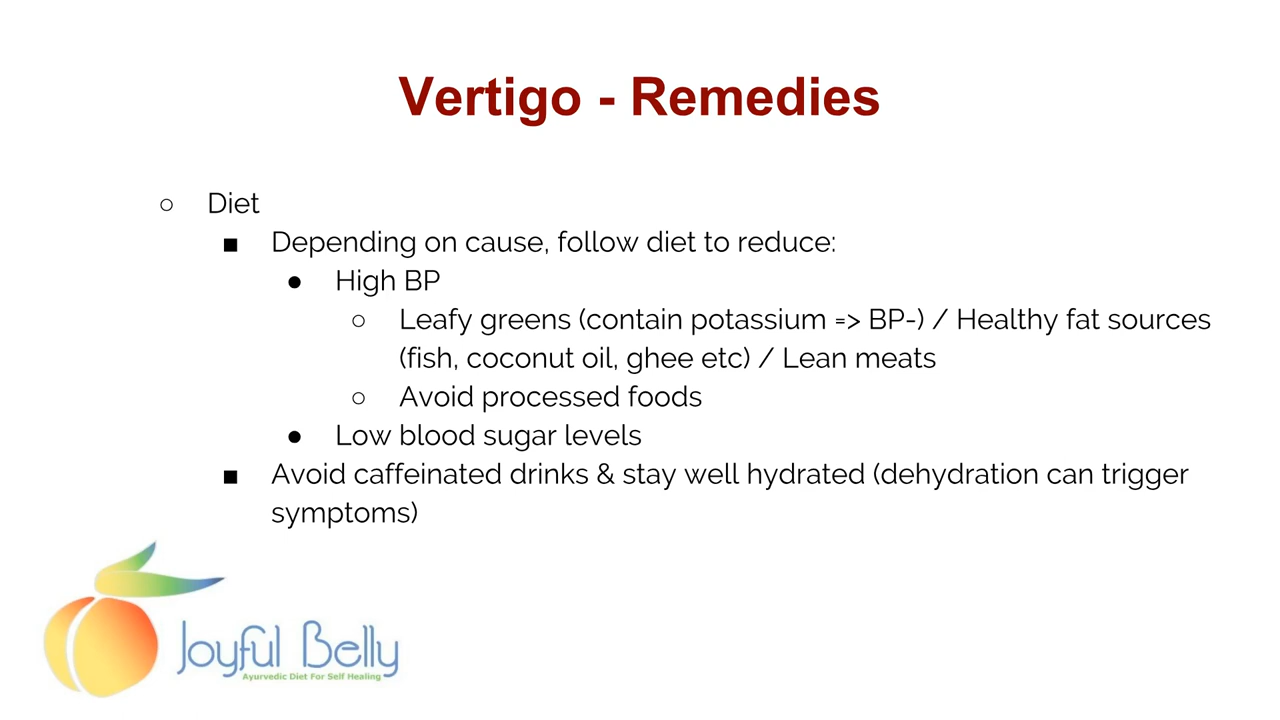 Vertigo - Remedies
○ Diet
■ Depending on cause, follow diet to reduce:
● High BP
○ Leafy greens (contain potassium => BP-) / Healthy fat sources
(fish, coconut oil, ghee etc) / Lean meats
○ Avoid processed foods
● Low blood sugar levels
■ Avoid caffeinated drinks & stay well hydrated (dehydration can trigger
symptoms)
Joyful Belly
Ayurvedic Diet For Self Healing